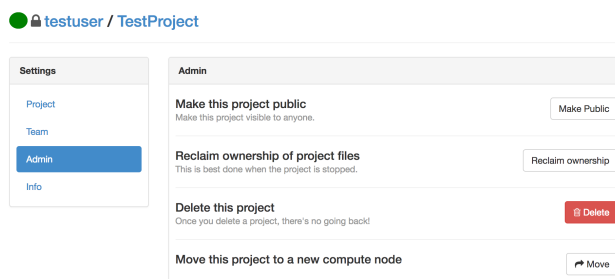 testuser / TestProject
Settings
Project
Team
Admin
Info
Admin
Make this project public
Make this project visible to anyone.
Make Public
Reclaim ownership of project files
This is best done when the project is stopped.
Reclaim ownership
Delete this project
Once you delete a project, there's no going back!
Delete
Move this project to a new compute node
Move